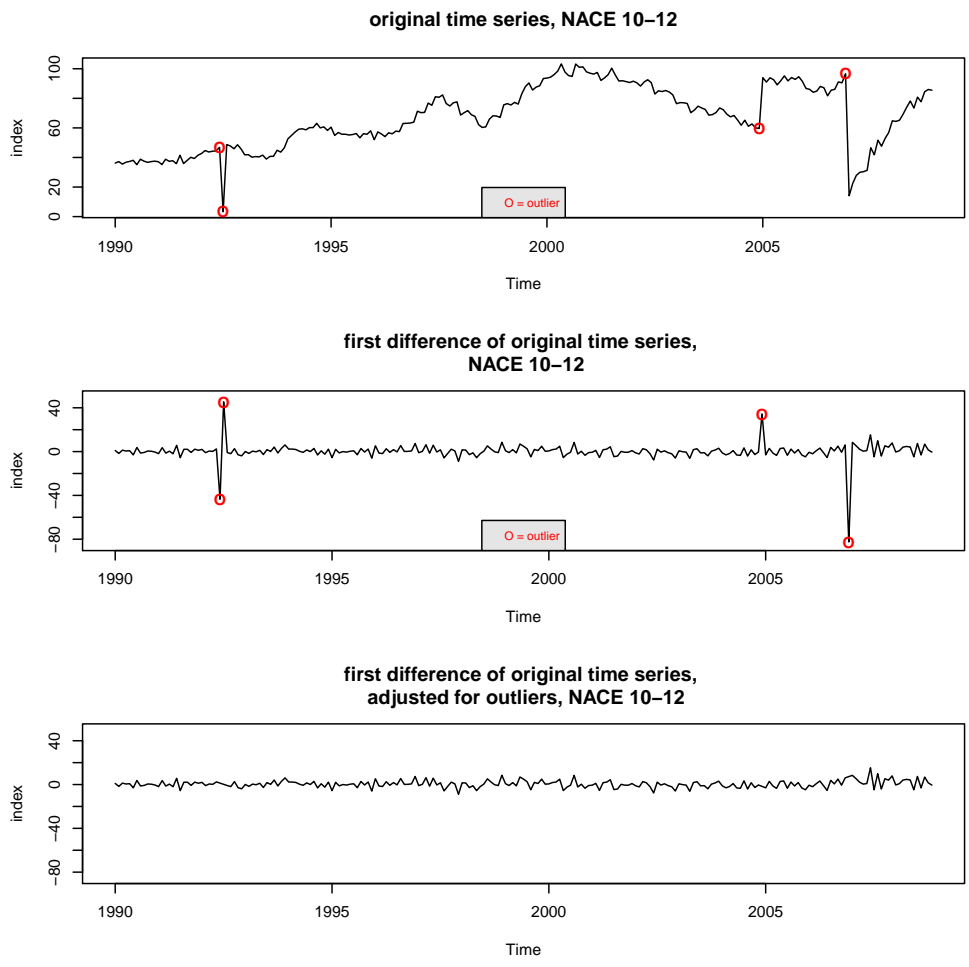 original time series, NACE 10–12
index
100
60
20
0
O = outlier
1990
1995
2000
2005
Time
first difference of original time series,
NACE 10–12
index
40
0
−40
−80
O = outlier
1990
1995
2000
2005
Time
first difference of original time series,
adjusted for outliers, NACE 10–12
index
40
0
−40
−80
1990
1995
2000
2005
Time